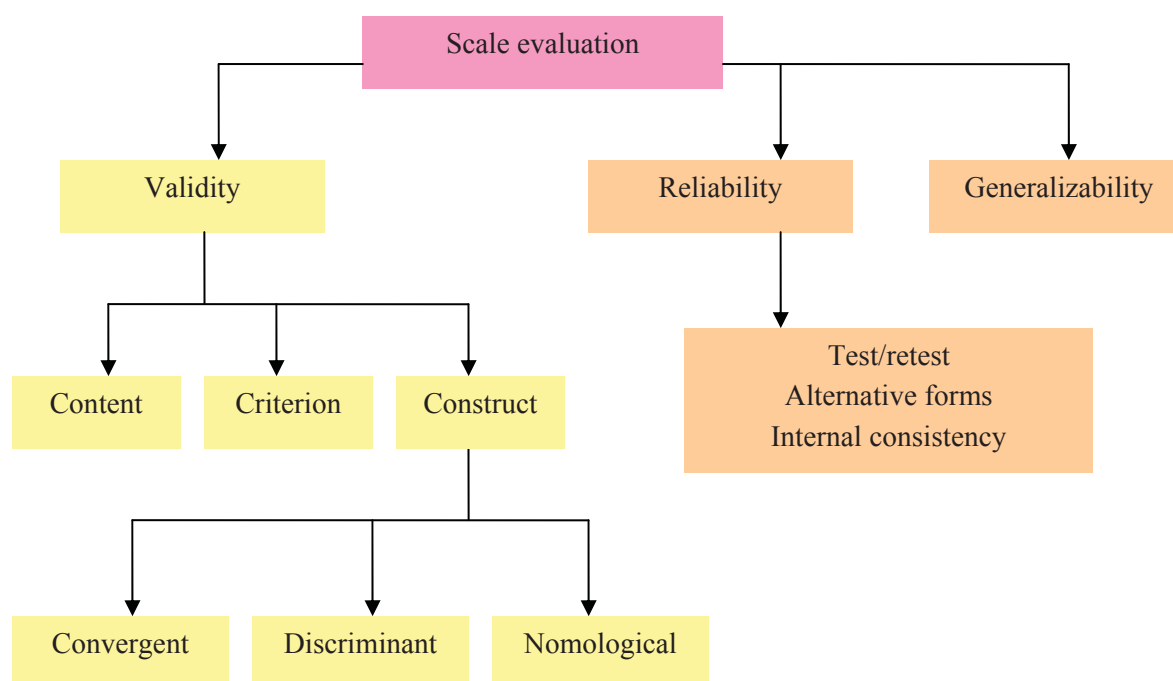 Scale evaluation
Validity
Reliability
Generalizability
Content
Criterion
Construct
Test/retest
Alternative forms
Internal consistency
Convergent
Discriminant
Nomological